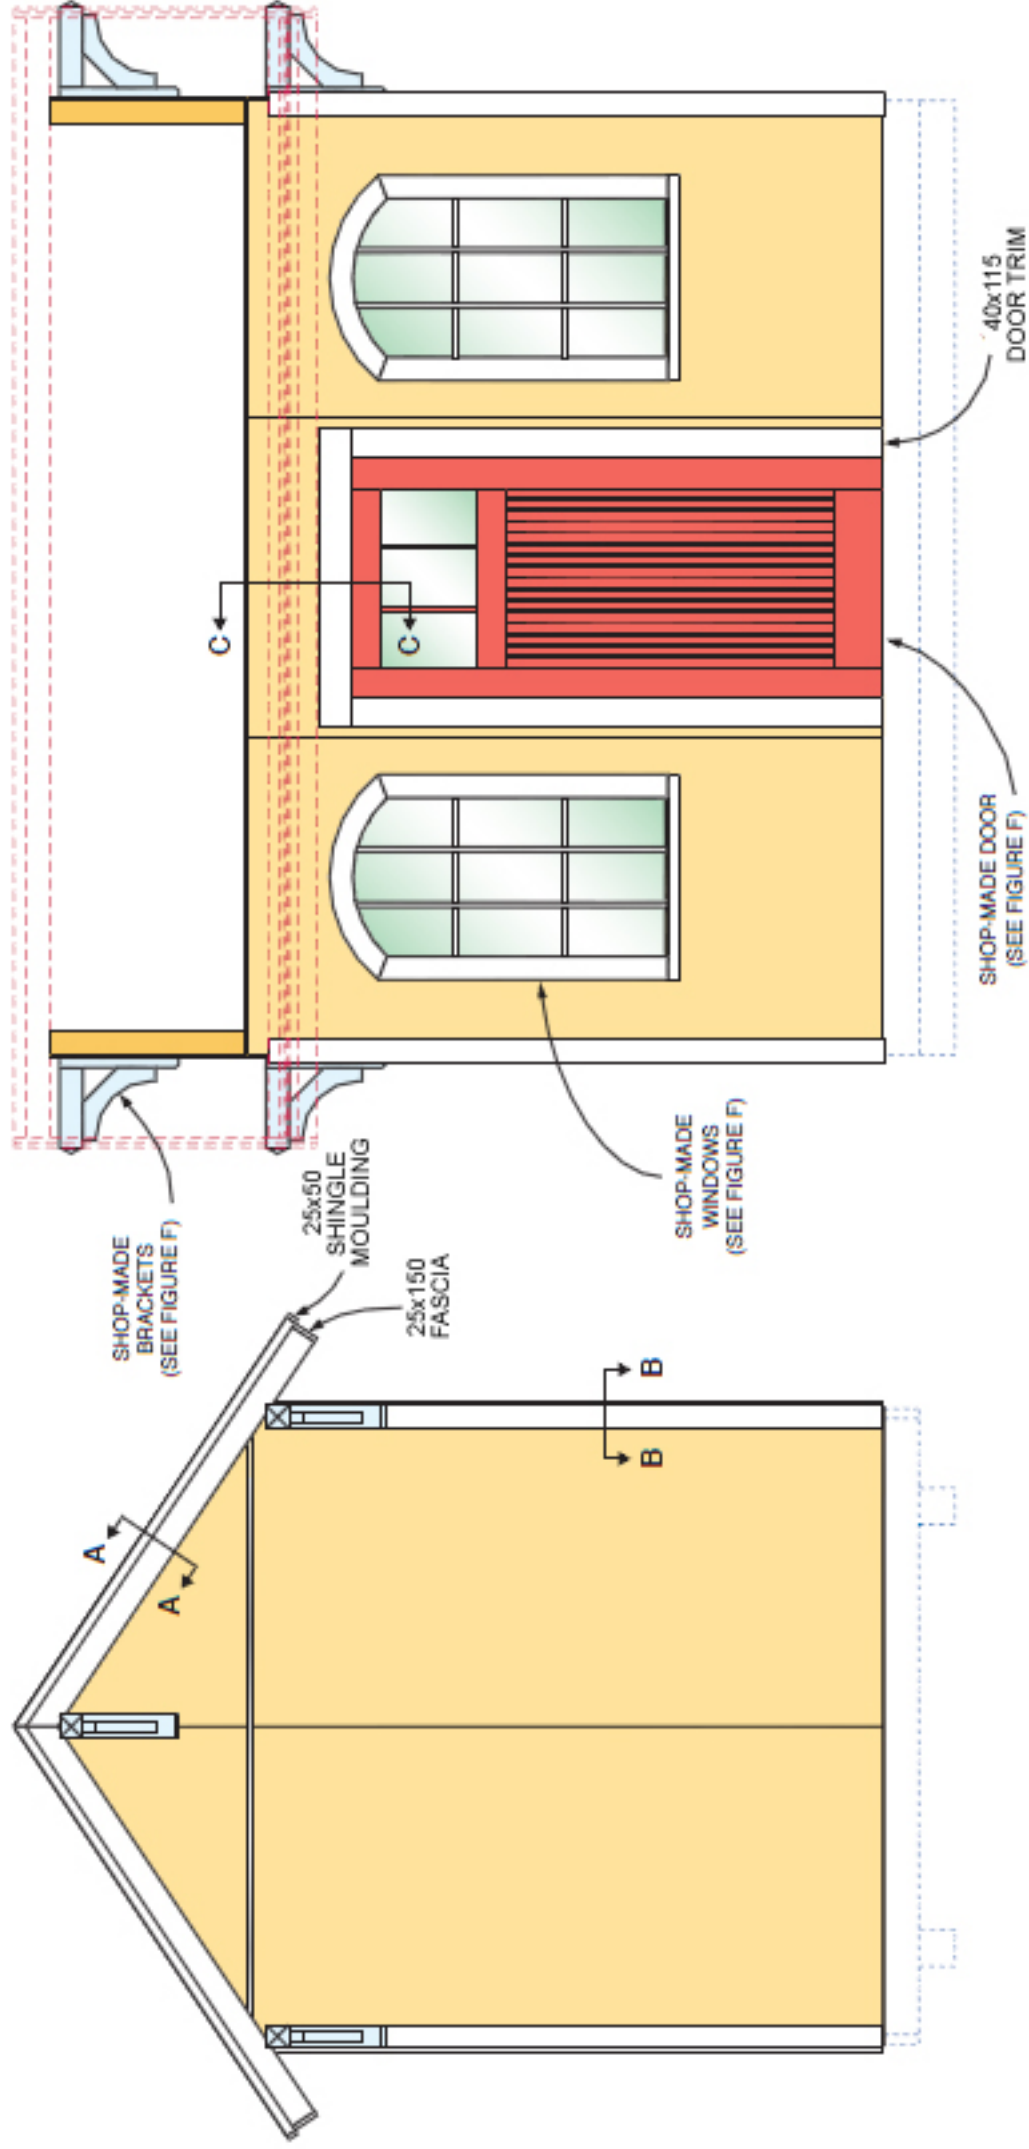 SHOP-MADE
BRACKETS
(SEE FIGURE F)
25x50
SHINGLE
MOULDING
25x150
FASCIA
A
A
B
B
C
C
SHOP-MADE
WINDOWS
(SEE FIGURE F)
SHOP-MADE DOOR
(SEE FIGURE F)
40x115
DOOR TRIM